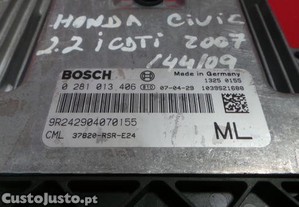 HONDA CIVIC
2.2 i CDTi 2007
144/09
BOSCH
Made in Germany
0 281 013 406 07-04-29 1325 0155
1039S21688
9R242904070155
CML 37820-RSR-E24 ML
CustoJusto.pt